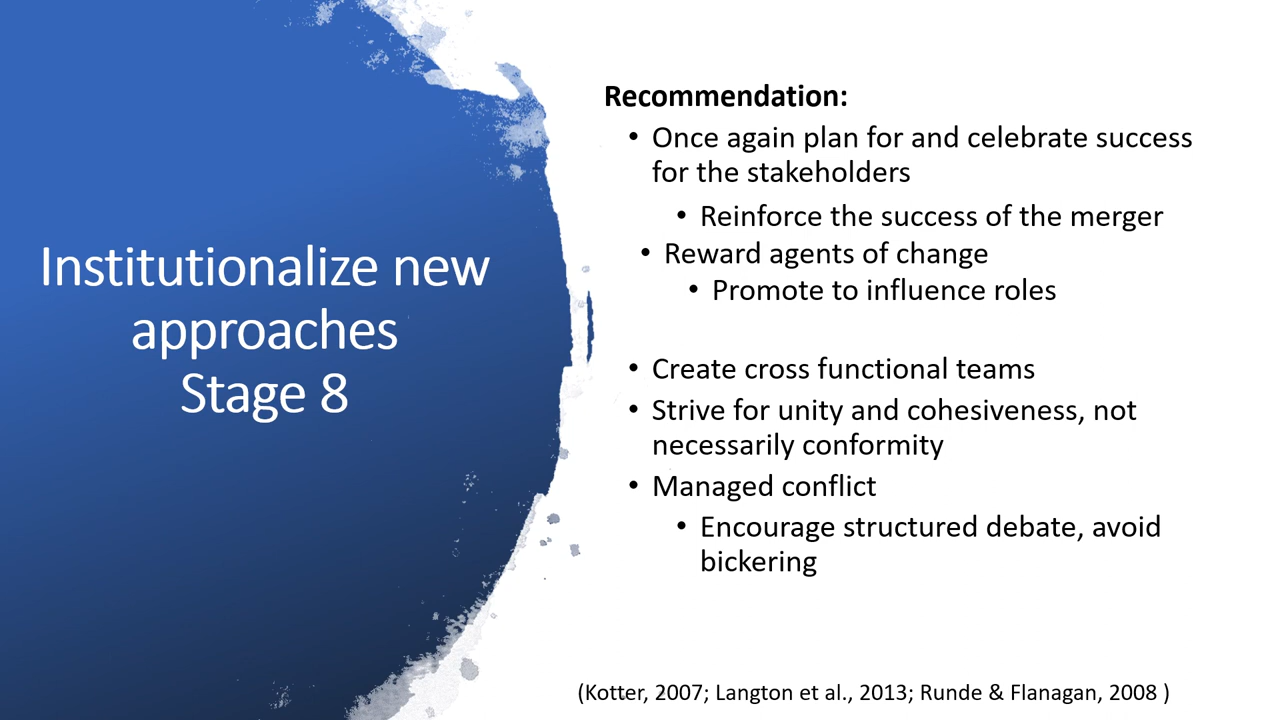 Institutionalize new
approaches
Stage 8
Recommendation:
• Once again plan for and celebrate success
for the stakeholders
• Reinforce the success of the merger
• Reward agents of change
• Promote to influence roles
• Create cross functional teams
• Strive for unity and cohesiveness, not
necessarily conformity
• Managed conflict
• Encourage structured debate, avoid
bickering
(Kotter, 2007; Langton et al., 2013; Runde & Flanagan, 2008 )